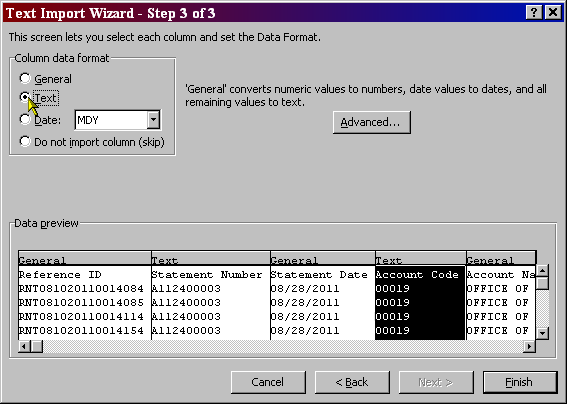 Text Import Wizard - Step 3 of 3
This screen lets you select each column and set the Data Format.
Column data format
General
Text
Date: MDY
Do not import column (skip)
'General' converts numeric values to numbers, date values to dates, and all
remaining values to text.
Advanced...
Data preview
General Text General Text General
Reference ID Statement Number Statement Date Account Code Account Na
RNT081020110014084 A112400003 08/28/2011 00019 OFFICE OF
RNT081020110014085 A112400003 08/28/2011 00019 OFFICE OF
RNT081020110014114 A112400003 08/28/2011 00019 OFFICE OF
RNT081020110014154 A112400003 08/28/2011 00019 OFFICE OF
Cancel < Back Next > Finish